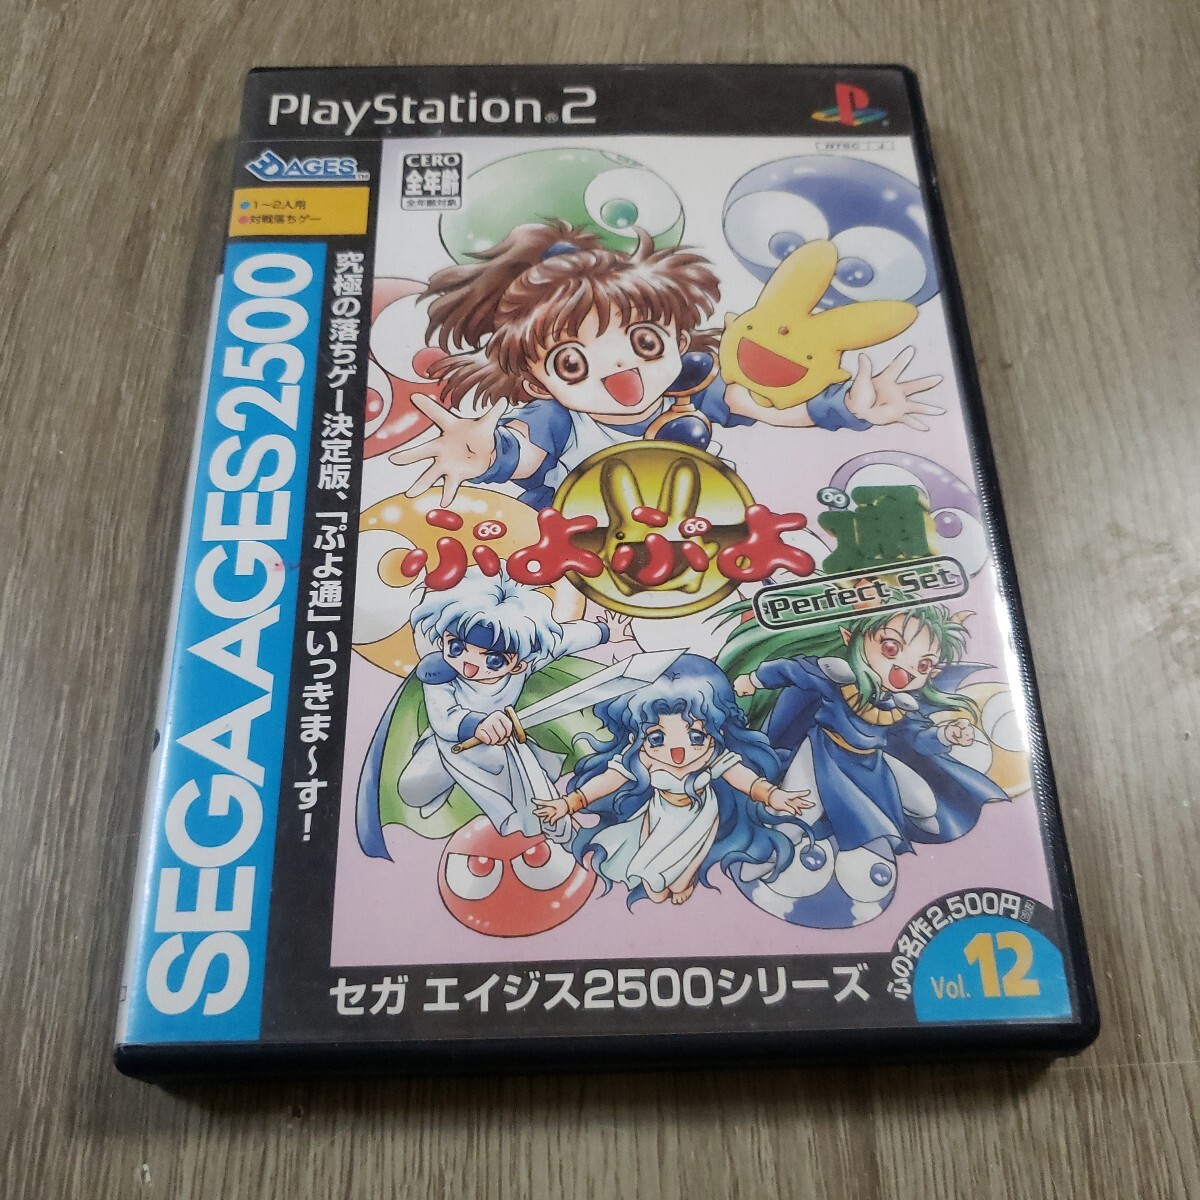 PlayStation®2
NTSC J
3D AGES™
●1～2人用
●対戦落ちゲー
CERO
全年齢
全年齢対象
SEGA AGES2500
究極の落ちゲー決定版、「ぷよ通」いっきま～す！
ぷよぷよ通
Perfect Set
心の名作2,500円
Vol. 12
セガ エイジス2500シリーズ